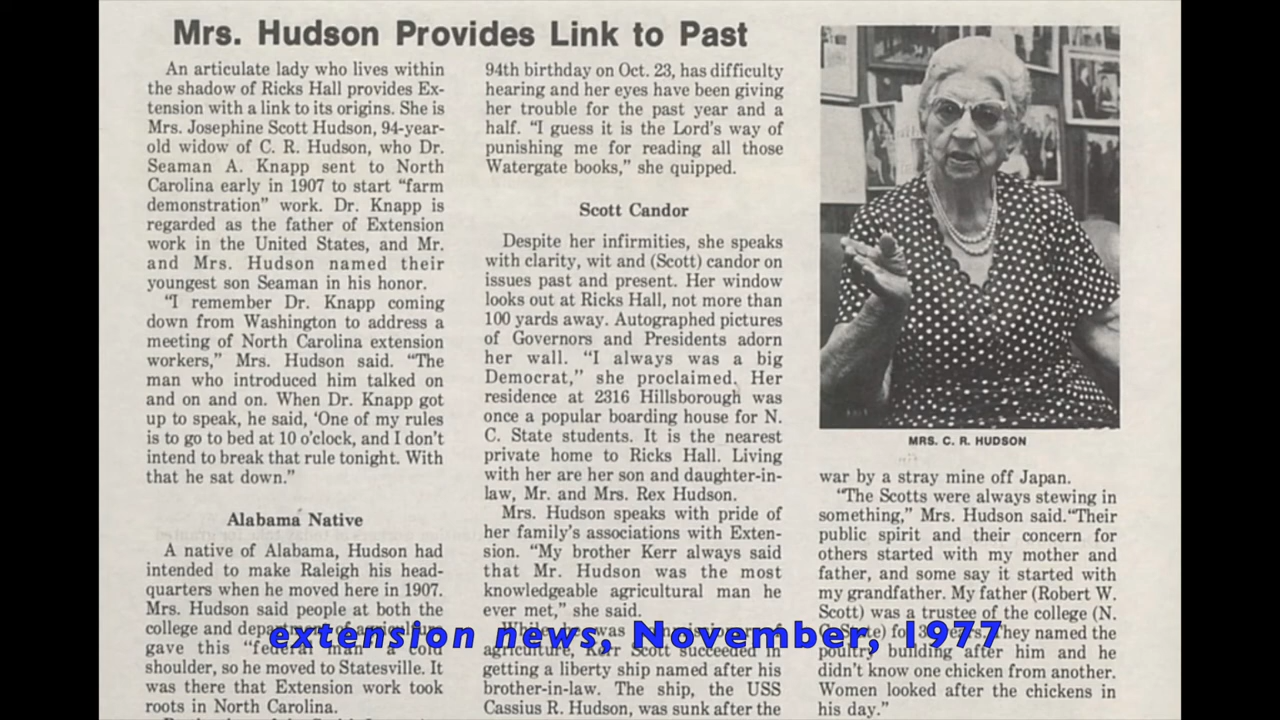 Mrs. Hudson Provides Link to Past
An articulate lady who lives within
the shadow of Ricks Hall provides Ex-
tension with a link to its origins. She is
Mrs. Josephine Scott Hudson, 94-year-
old widow of C. R. Hudson, who Dr.
Seaman A. Knapp sent to North
Carolina early in 1907 to start "farm
demonstration" work. Dr. Knapp is
regarded as the father of Extension
work in the United States, and Mr.
and Mrs. Hudson named their
youngest son Seaman in his honor.
"I remember Dr. Knapp coming
down from Washington to address a
meeting of North Carolina extension
workers," Mrs. Hudson said. "The
man who introduced him talked on
and on and on. When Dr. Knapp got
up to speak, he said, 'One of my rules
is to go to bed at 10 o'clock, and I don't
intend to break that rule tonight. With
that he sat down."
Alabama Native
A native of Alabama, Hudson had
intended to make Raleigh his head-
quarters when he moved here in 1907.
Mrs. Hudson said people at both the
college and department of agriculture
gave this "federal man" a cold
shoulder, so he moved to Statesville. It
was there that Extension work took
roots in North Carolina.
94th birthday on Oct. 23, has difficulty
hearing and her eyes have been giving
her trouble for the past year and a
half. "I guess it is the Lord's way of
punishing me for reading all those
Watergate books," she quipped.
Scott Candor
Despite her infirmities, she speaks
with clarity, wit and (Scott) candor on
issues past and present. Her window
looks out at Ricks Hall, not more than
100 yards away. Autographed pictures
of Governors and Presidents adorn
her wall. "I always was a big
Democrat," she proclaimed. Her
residence at 2316 Hillsborough was
once a popular boarding house for N.
C. State students. It is the nearest
private home to Ricks Hall. Living
with her are her son and daughter-in-
law, Mr. and Mrs. Rex Hudson.
Mrs. Hudson speaks with pride of
her family's associations with Exten-
sion. "My brother Kerr always said
that Mr. Hudson was the most
knowledgeable agricultural man he
ever met," she said.
While he was commissioner of
agriculture, Kerr Scott succeeded in
getting a liberty ship named after his
brother-in-law. The ship, the USS
Cassius R. Hudson, was sunk after the
MRS. C. R. HUDSON
war by a stray mine off Japan.
"The Scotts were always stewing in
something," Mrs. Hudson said."Their
public spirit and their concern for
others started with my mother and
father, and some say it started with
my grandfather. My father (Robert W.
Scott) was a trustee of the college (N.
C. State) for years. They named the
poultry building after him and he
didn't know one chicken from another.
Women looked after the chickens in
his day."
extension news, November, 1977